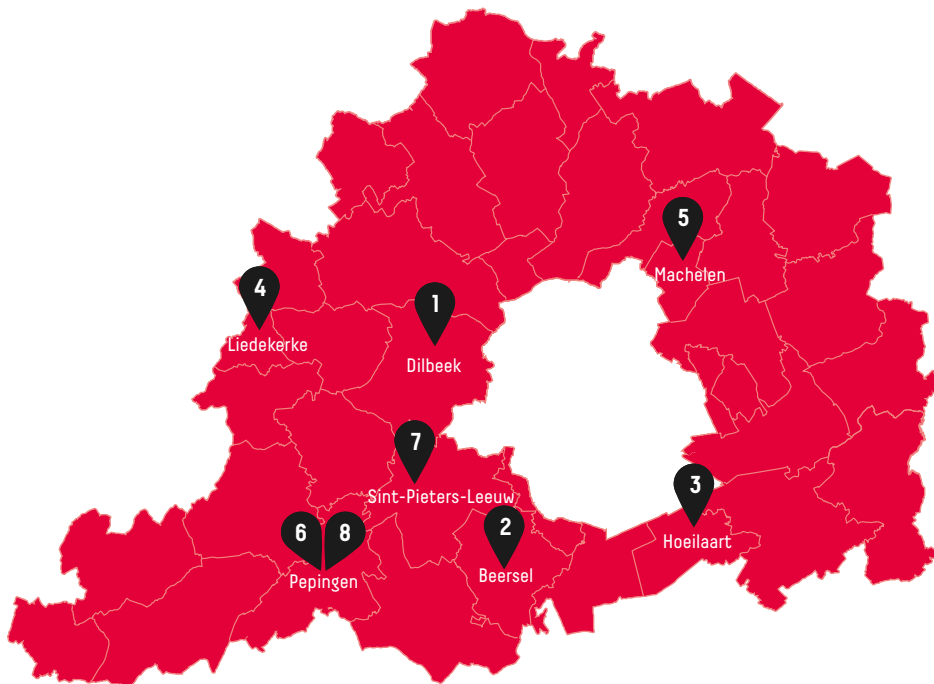 5
Machelen
4
Liedekerke
1
Dilbeek
7
Sint-Pieters-Leeuw
3
Hoeilaart
6 8
Pepingen
2
Beersel